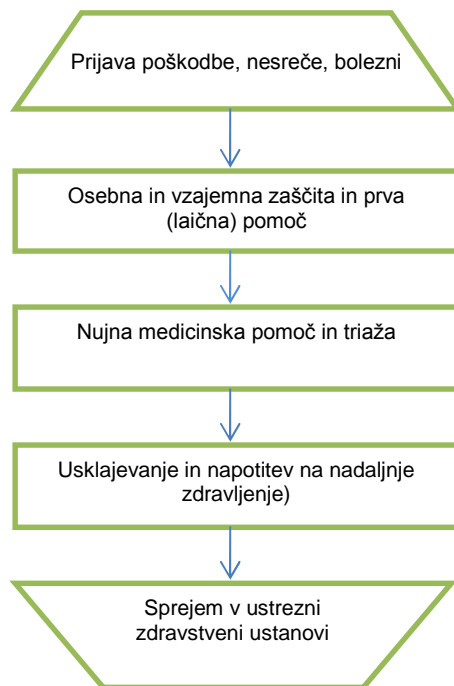 Prijava poškodbe, nesreče, bolezni
Osebna in vzajemna zaščita in prva
(laična) pomoč
Nujna medicinska pomoč in triaža
Usklajevanje in napotitev na nadaljnje
zdravljenje)
Sprejem v ustrezni
zdravstveni ustanovi